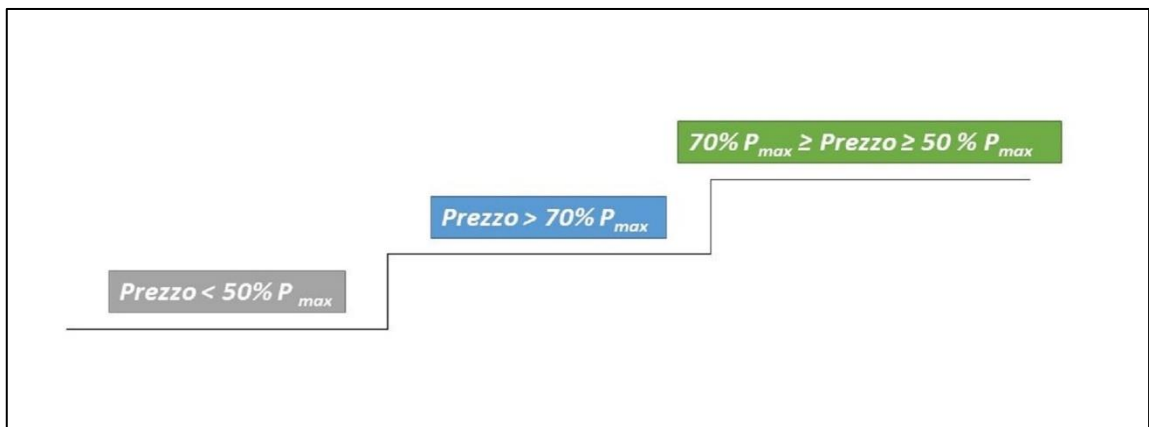 70% Pmax ≥ Prezzo ≥ 50 % Pmax
Prezzo > 70% Pmax
Prezzo < 50% P max